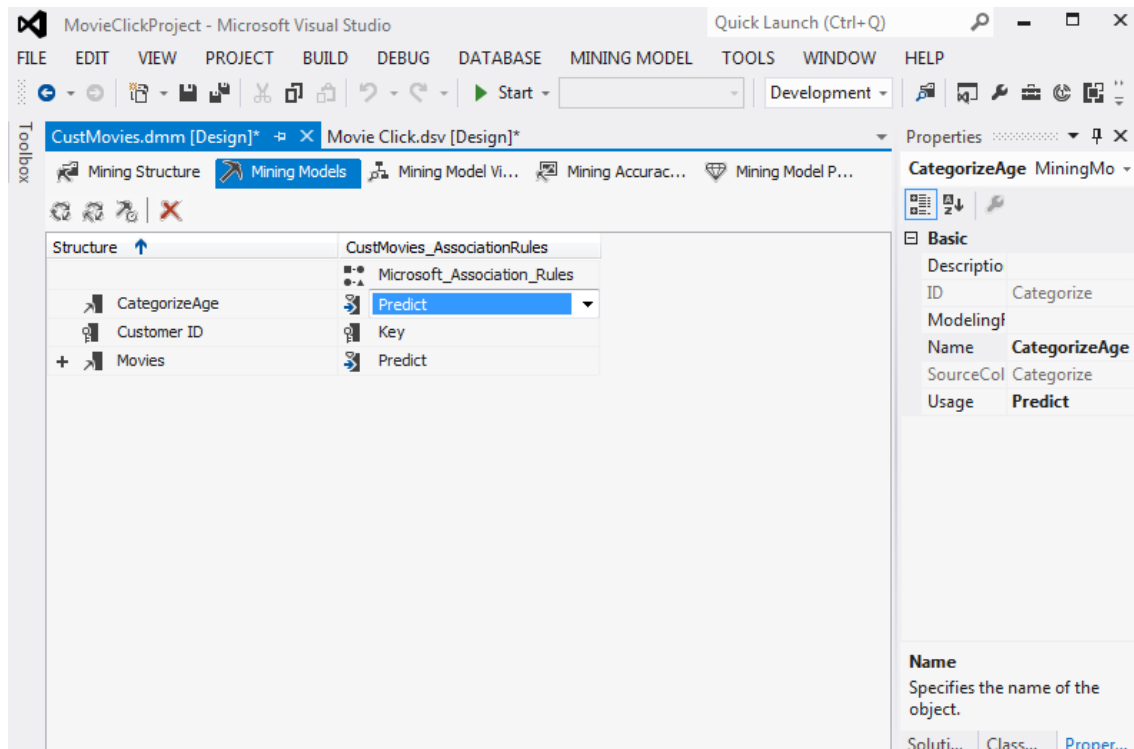 MovieClickProject - Microsoft Visual Studio
Quick Launch (Ctrl+Q)
FILE EDIT VIEW PROJECT BUILD DEBUG DATABASE MINING MODEL TOOLS WINDOW HELP
Start
Development
Toolbox
CustMovies.dmm [Design]*
Movie Click.dsv [Design]*
Mining Structure
Mining Models
Mining Model Vi...
Mining Accurac...
Mining Model P...
Structure
CustMovies_AssociationRules
Microsoft_Association_Rules
CategorizeAge Predict
Customer ID Key
Movies Predict
Properties
CategorizeAge MiningMo
Basic
Descriptio
ID Categorize
ModelingF
Name CategorizeAge
SourceCol Categorize
Usage Predict
Name
Specifies the name of the
object.
Soluti... Class... Proper...